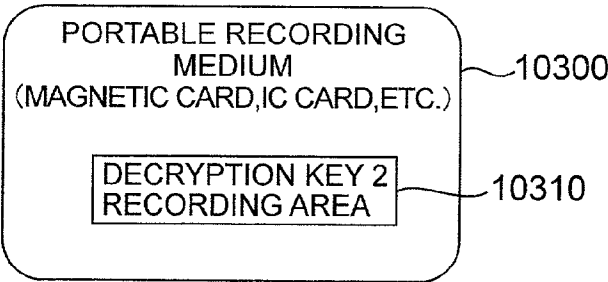 PORTABLE RECORDING
MEDIUM
(MAGNETIC CARD,IC CARD,ETC.)
10300
DECRYPTION KEY 2
RECORDING AREA
10310